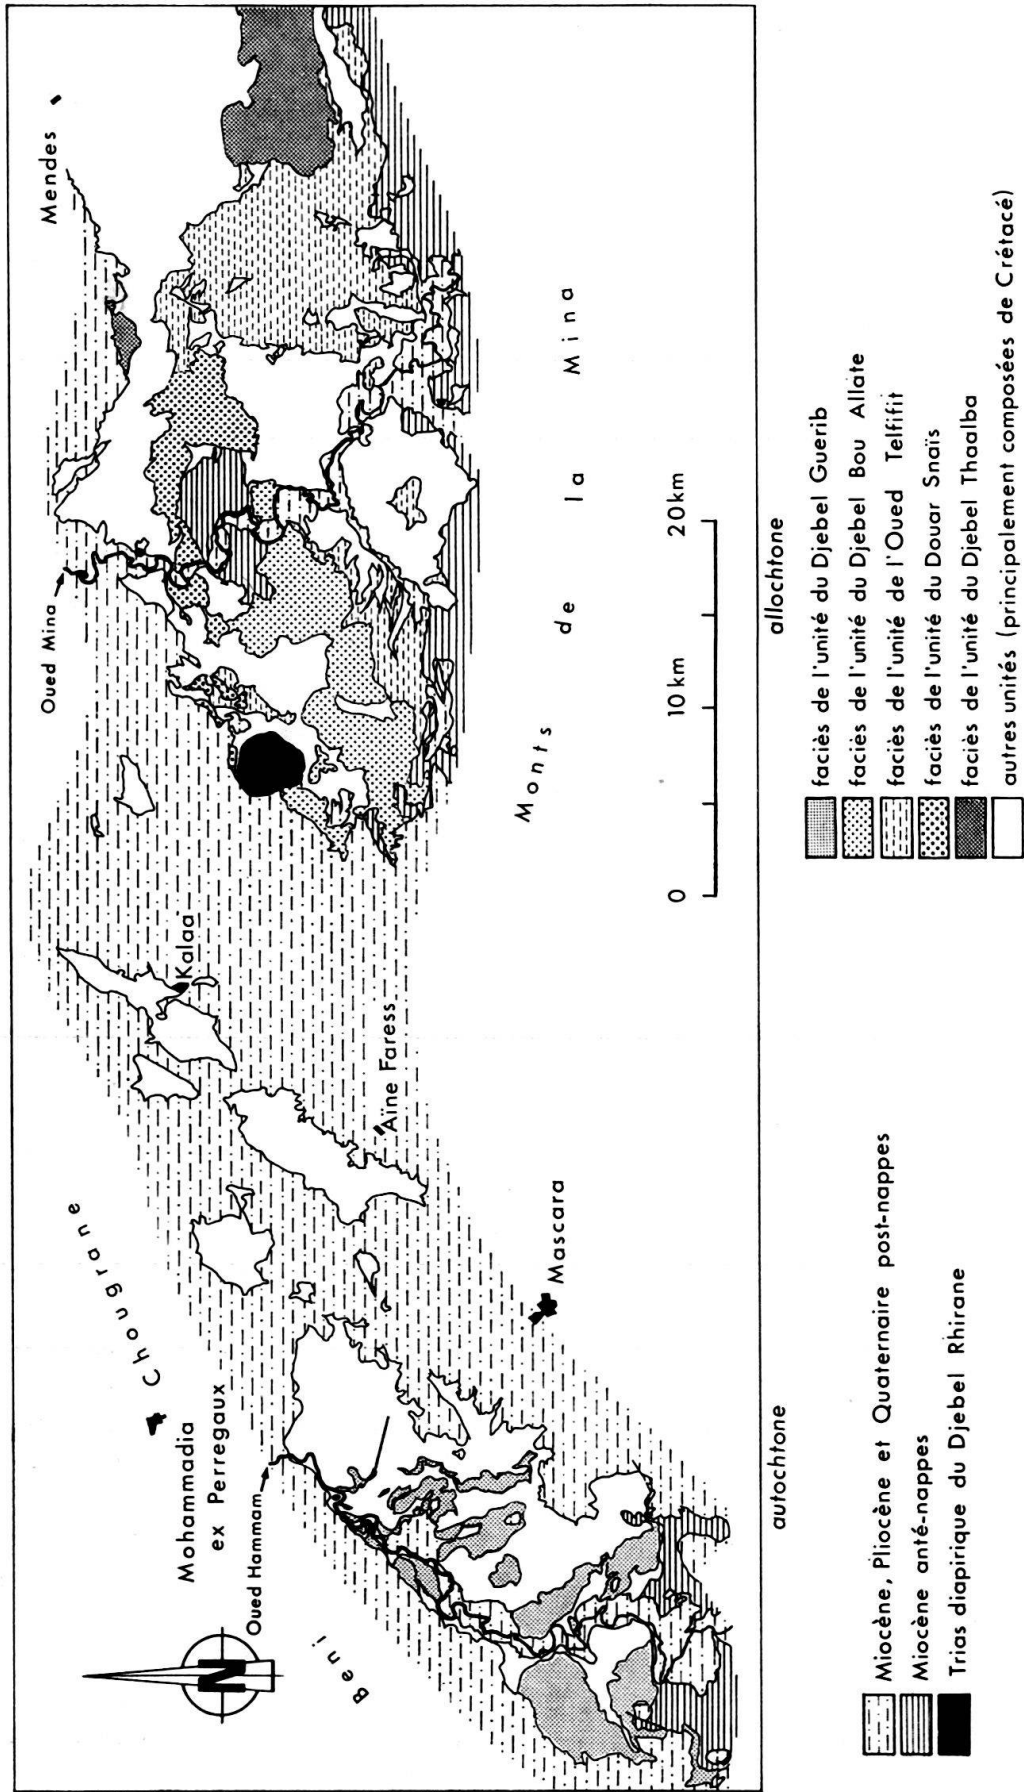 Mohammadia
ex Perregaux
Beni Chougrane
Oued Hammam
N
Mascara
Aïne Faress
Kalaa
Oued Mina
Mendes
Monts de la Mina
0 10 km 20 km
autochtone
Miocène, Pliocène et Quaternaire post-nappes
Miocène anté-nappes
Trias diapirique du Djebel Rhirane
allochtone
faciès de l'unité du Djebel Guerib
faciès de l'unité du Djebel Bou Allate
faciès de l'unité de l'Oued Telfifit
faciès de l'unité du Douar Snaïs
faciès de l'unité du Djebel Thaalba
autres unités (principalement composées de Crétacé)